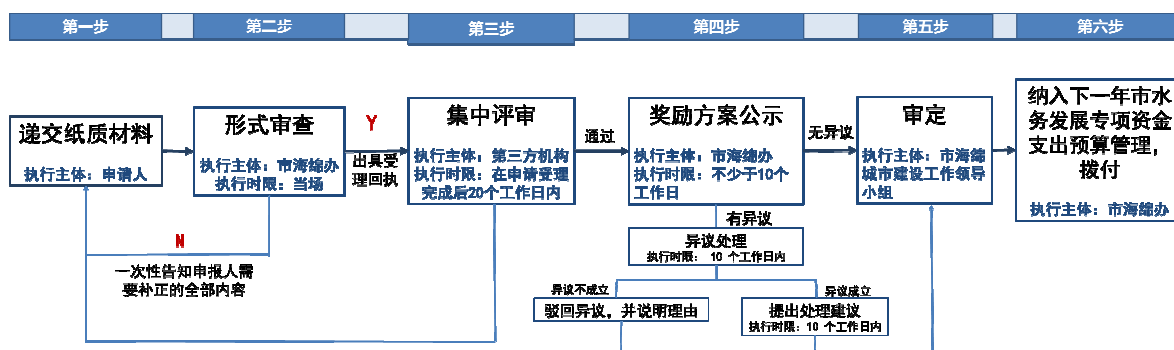 第一步
第二步
第三步
第四步
第五步
第六步
递交纸质材料
执行主体：申请人
形式审查
执行主体：市海绵办
执行时限：当场
Y
出具受
理回执
N
一次性告知申报人需
要补正的全部内容
集中评审
执行主体：第三方机构
执行时限：在申请受理
完成后20个工作日内
通过
奖励方案公示
执行主体：市海绵办
执行时限：不少于10个
工作日
有异议
异议处理
执行时限： 10 个工作日内
异议不成立
驳回异议，并说明理由
异议成立
提出处理建议
执行时限：10 个工作日内
无异议
审定
执行主体：市海绵
城市建设工作领导
小组
纳入下一年市水
务发展专项资金
支出预算管理，
拨付
执行主体：市海绵办